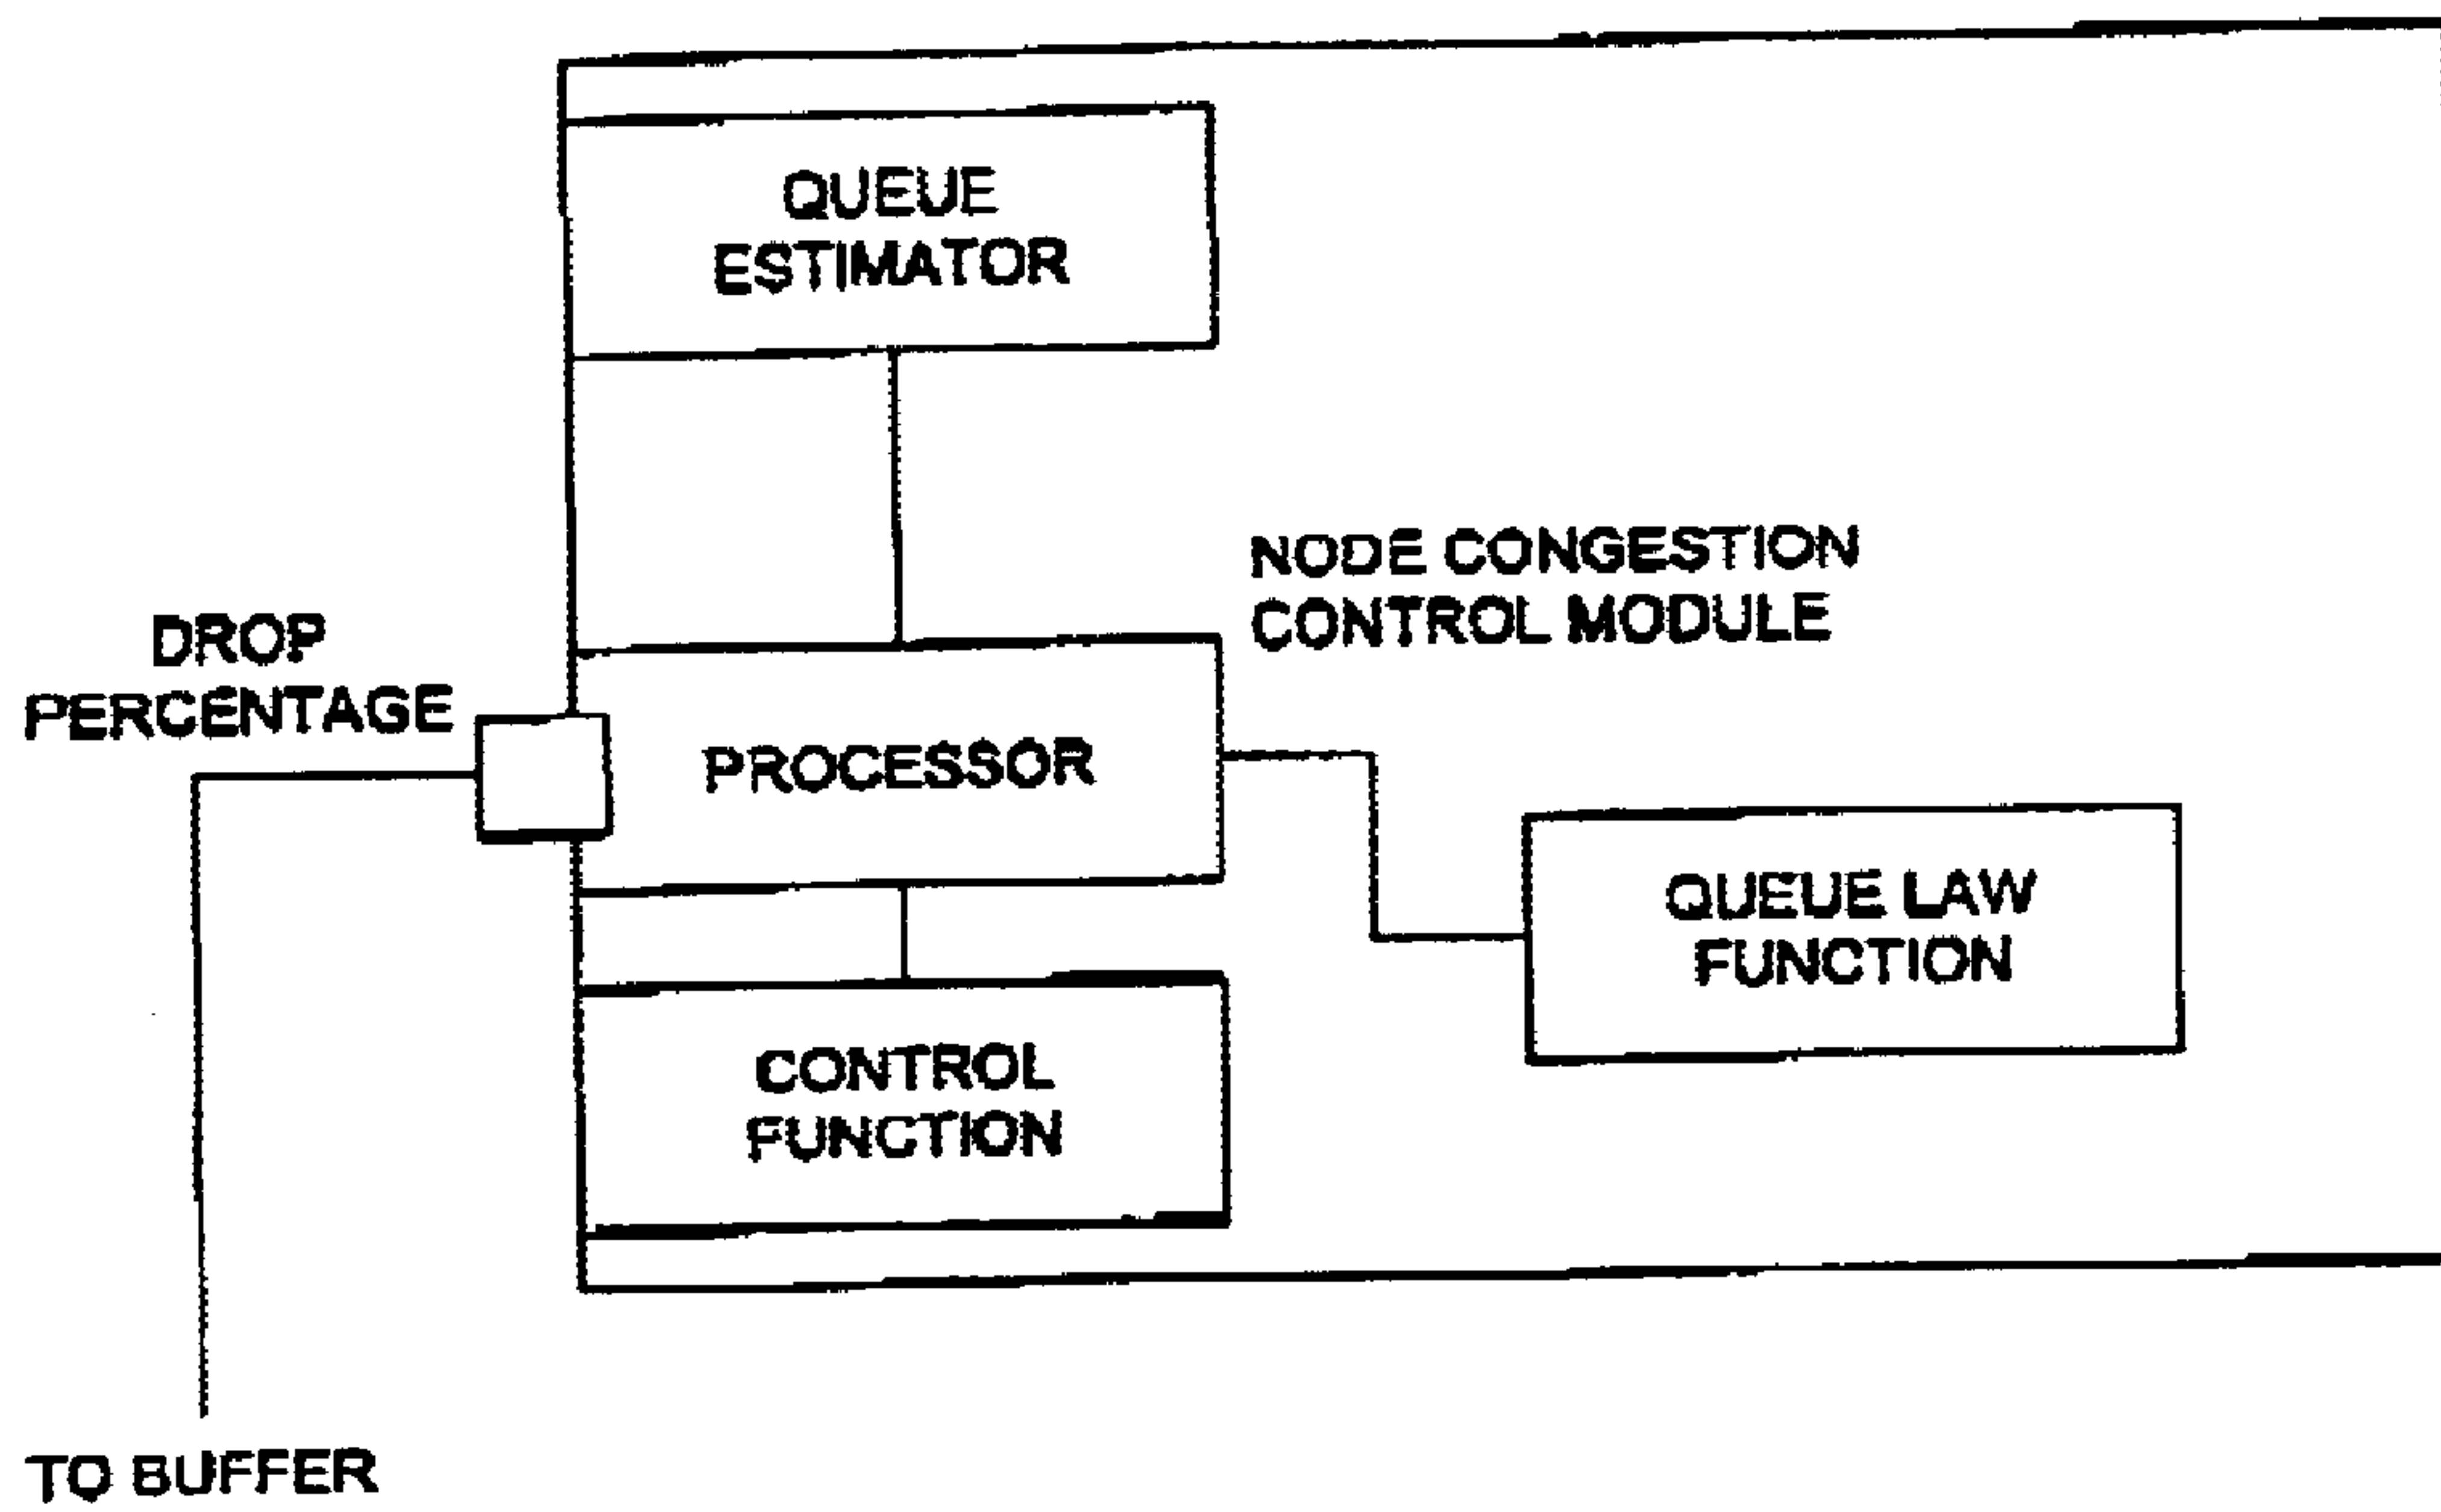 QUEUE
ESTIMATOR
NODE CONGESTION
CONTROL MODULE
DROP
PERCENTAGE
PROCESSOR
QUEUE LAW
FUNCTION
CONTROL
FUNCTION
TO BUFFER